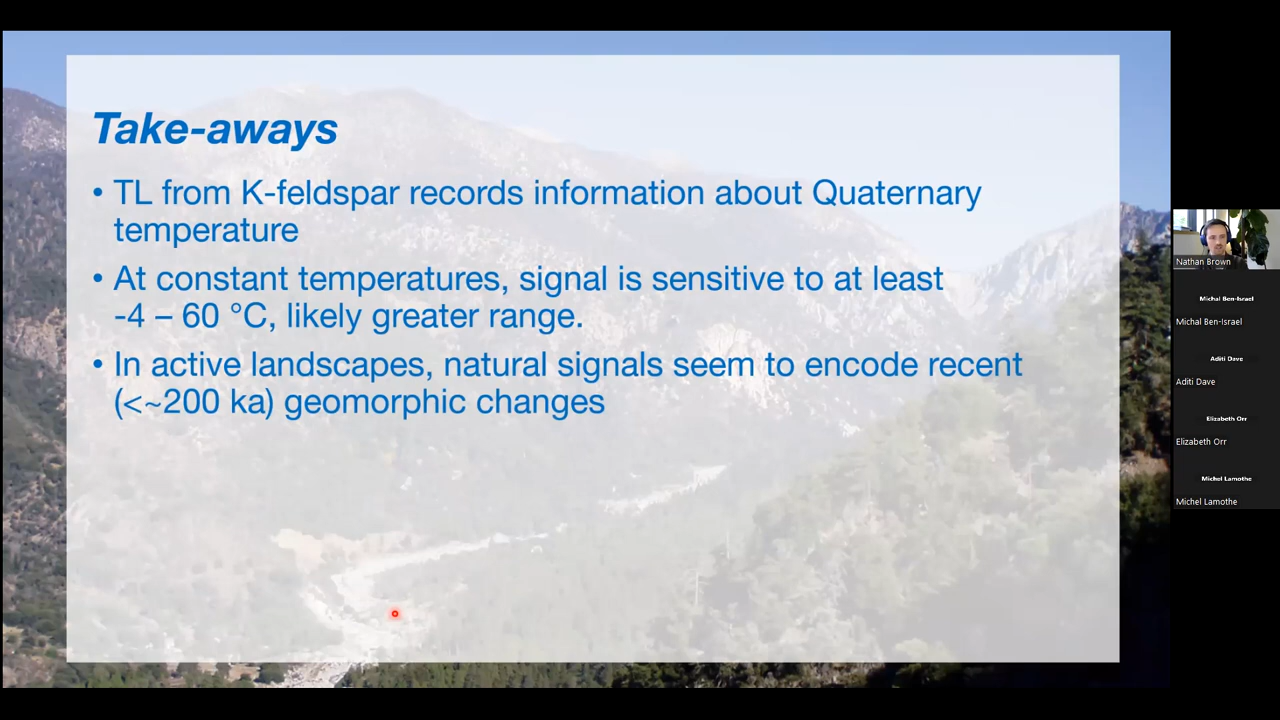 Take-aways
• TL from K-feldspar records information about Quaternary
temperature
• At constant temperatures, signal is sensitive to at least
-4 – 60 °C, likely greater range.
• In active landscapes, natural signals seem to encode recent
(<~200 ka) geomorphic changes
Nathan Brown
Michal Ben-Israel
Michal Ben-Israel
Aditi Dave
Aditi Dave
Elizabeth Orr
Elizabeth Orr
Michel Lamothe
Michel Lamothe